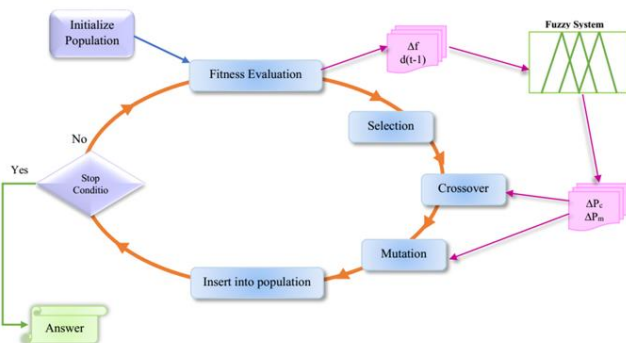 Initialize
Population
Fitness Evaluation
Δf
d(t-1)
Fuzzy System
Selection
Crossover
ΔPc
ΔPm
Mutation
Insert into population
No
Yes
Stop
Conditio
Answer